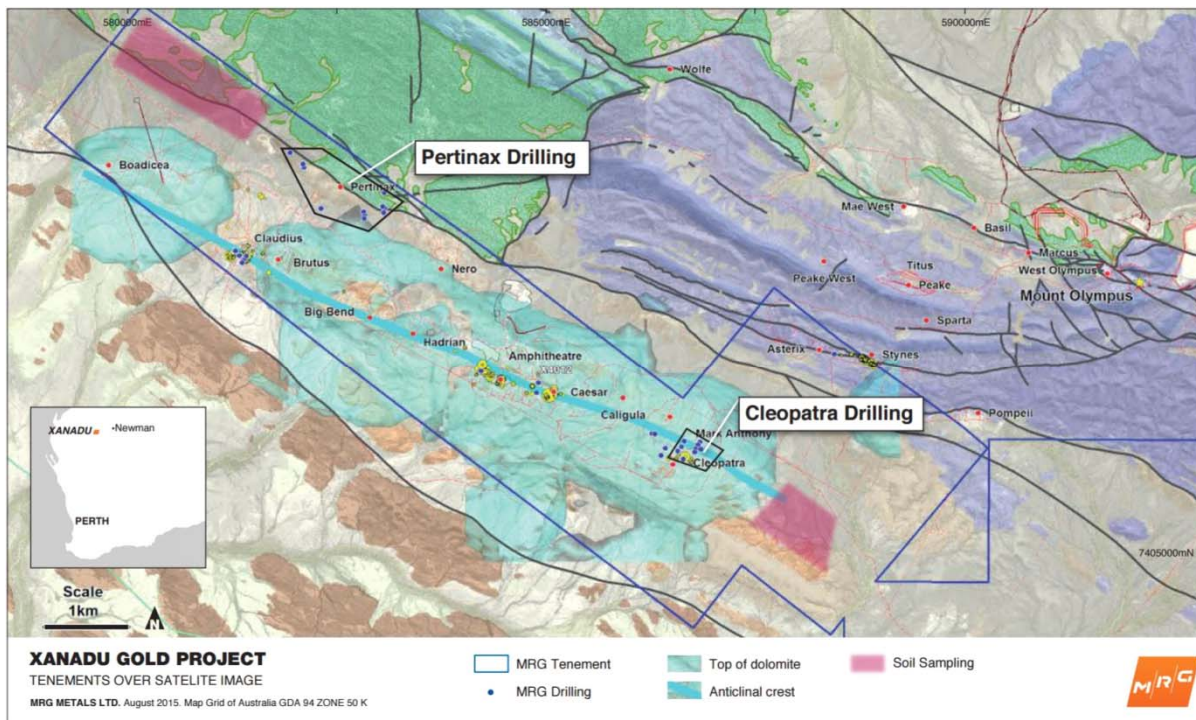 580000mE
585000mE
590000mE
Wolfe
Boadicea
Pertinax Drilling
Pertinax
Mae West
Basil
Claudius
Brutus
Nero
Marcus
West Olympus
Titus
Peake West
Peake
Mount Olympus
Big Bend
Hadrian
Sparta
Amphitheatre
Asterix
Stynes
Caesar
Caligula
Cleopatra Drilling
Pompeii
Mark Anthony
Cleopatra
XANADU
Newman
PERTH
7405000mN
Scale
1km
N
XANADU GOLD PROJECT
TENEMENTS OVER SATELITE IMAGE
MRG METALS LTD. August 2015. Map Grid of Australia GDA 94 ZONE 50 K
MRG Tenement
MRG Drilling
Top of dolomite
Anticlinal crest
Soil Sampling
M/R/G